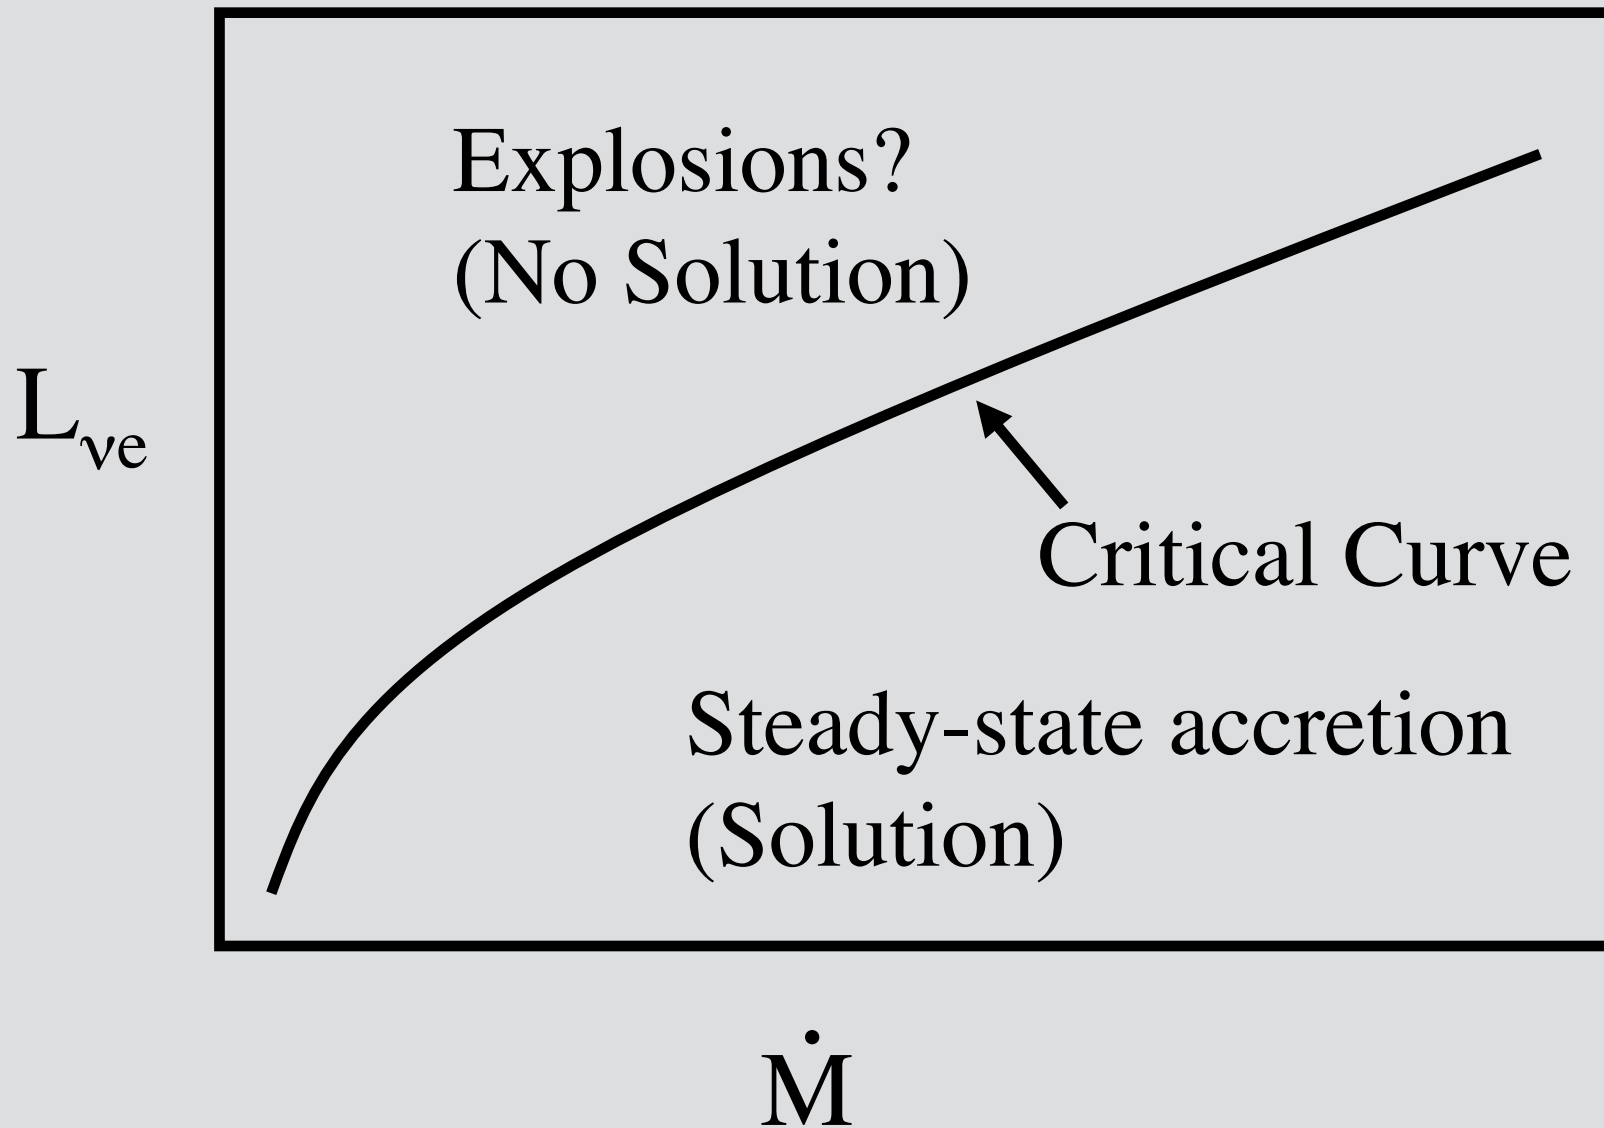 Explosions?
(No Solution)
Lνe
Critical Curve
Steady-state accretion
(Solution)
Ṁ